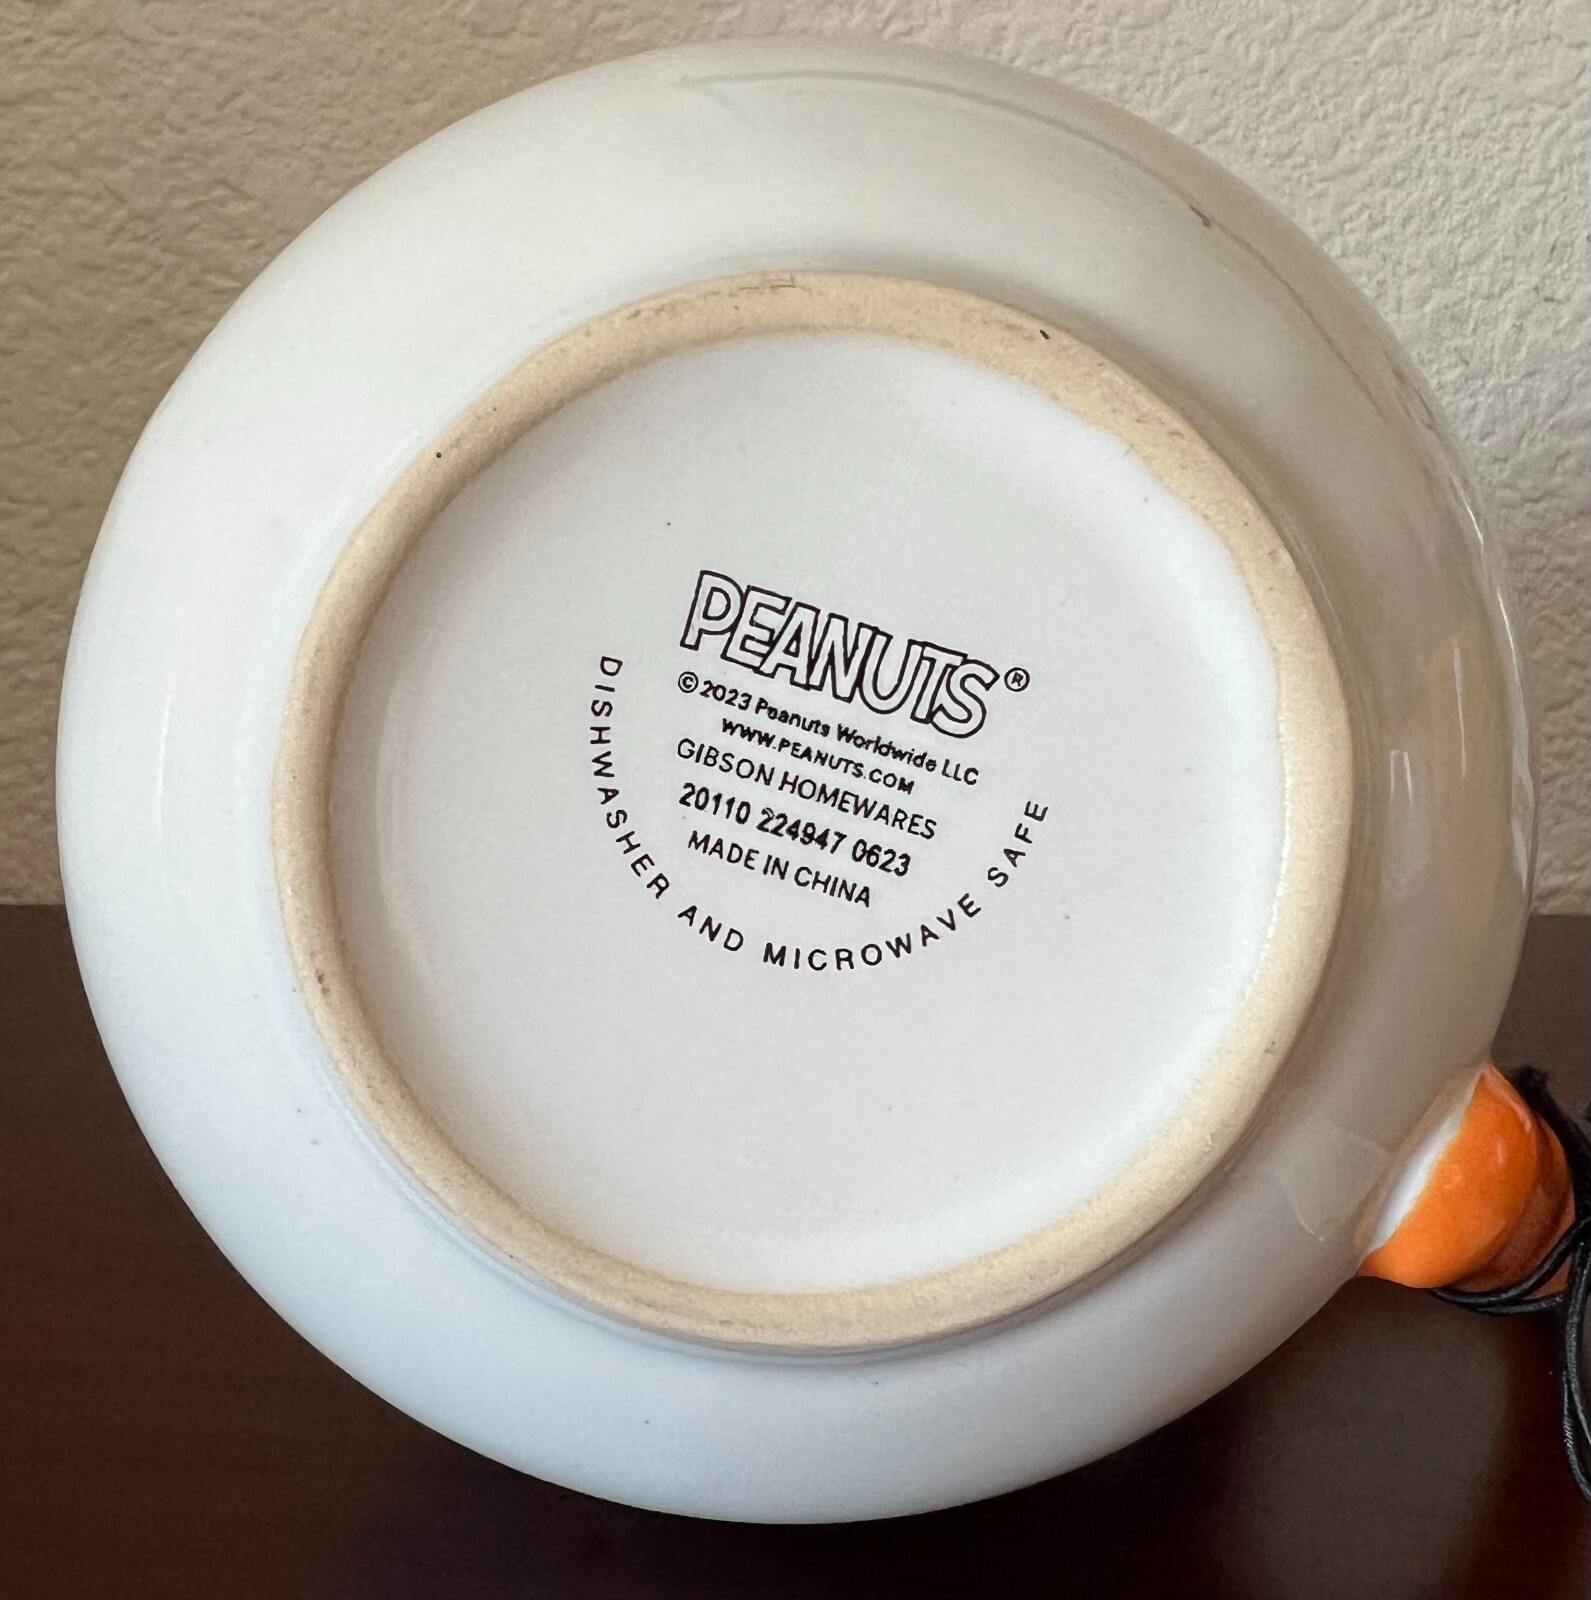 PEANUTS®
©2023 Peanuts Worldwide LLC
WWW.PEANUTS.COM
GIBSON HOMEWARES
20110 224947 0623
MADE IN CHINA
DISHWASHER AND MICROWAVE SAFE